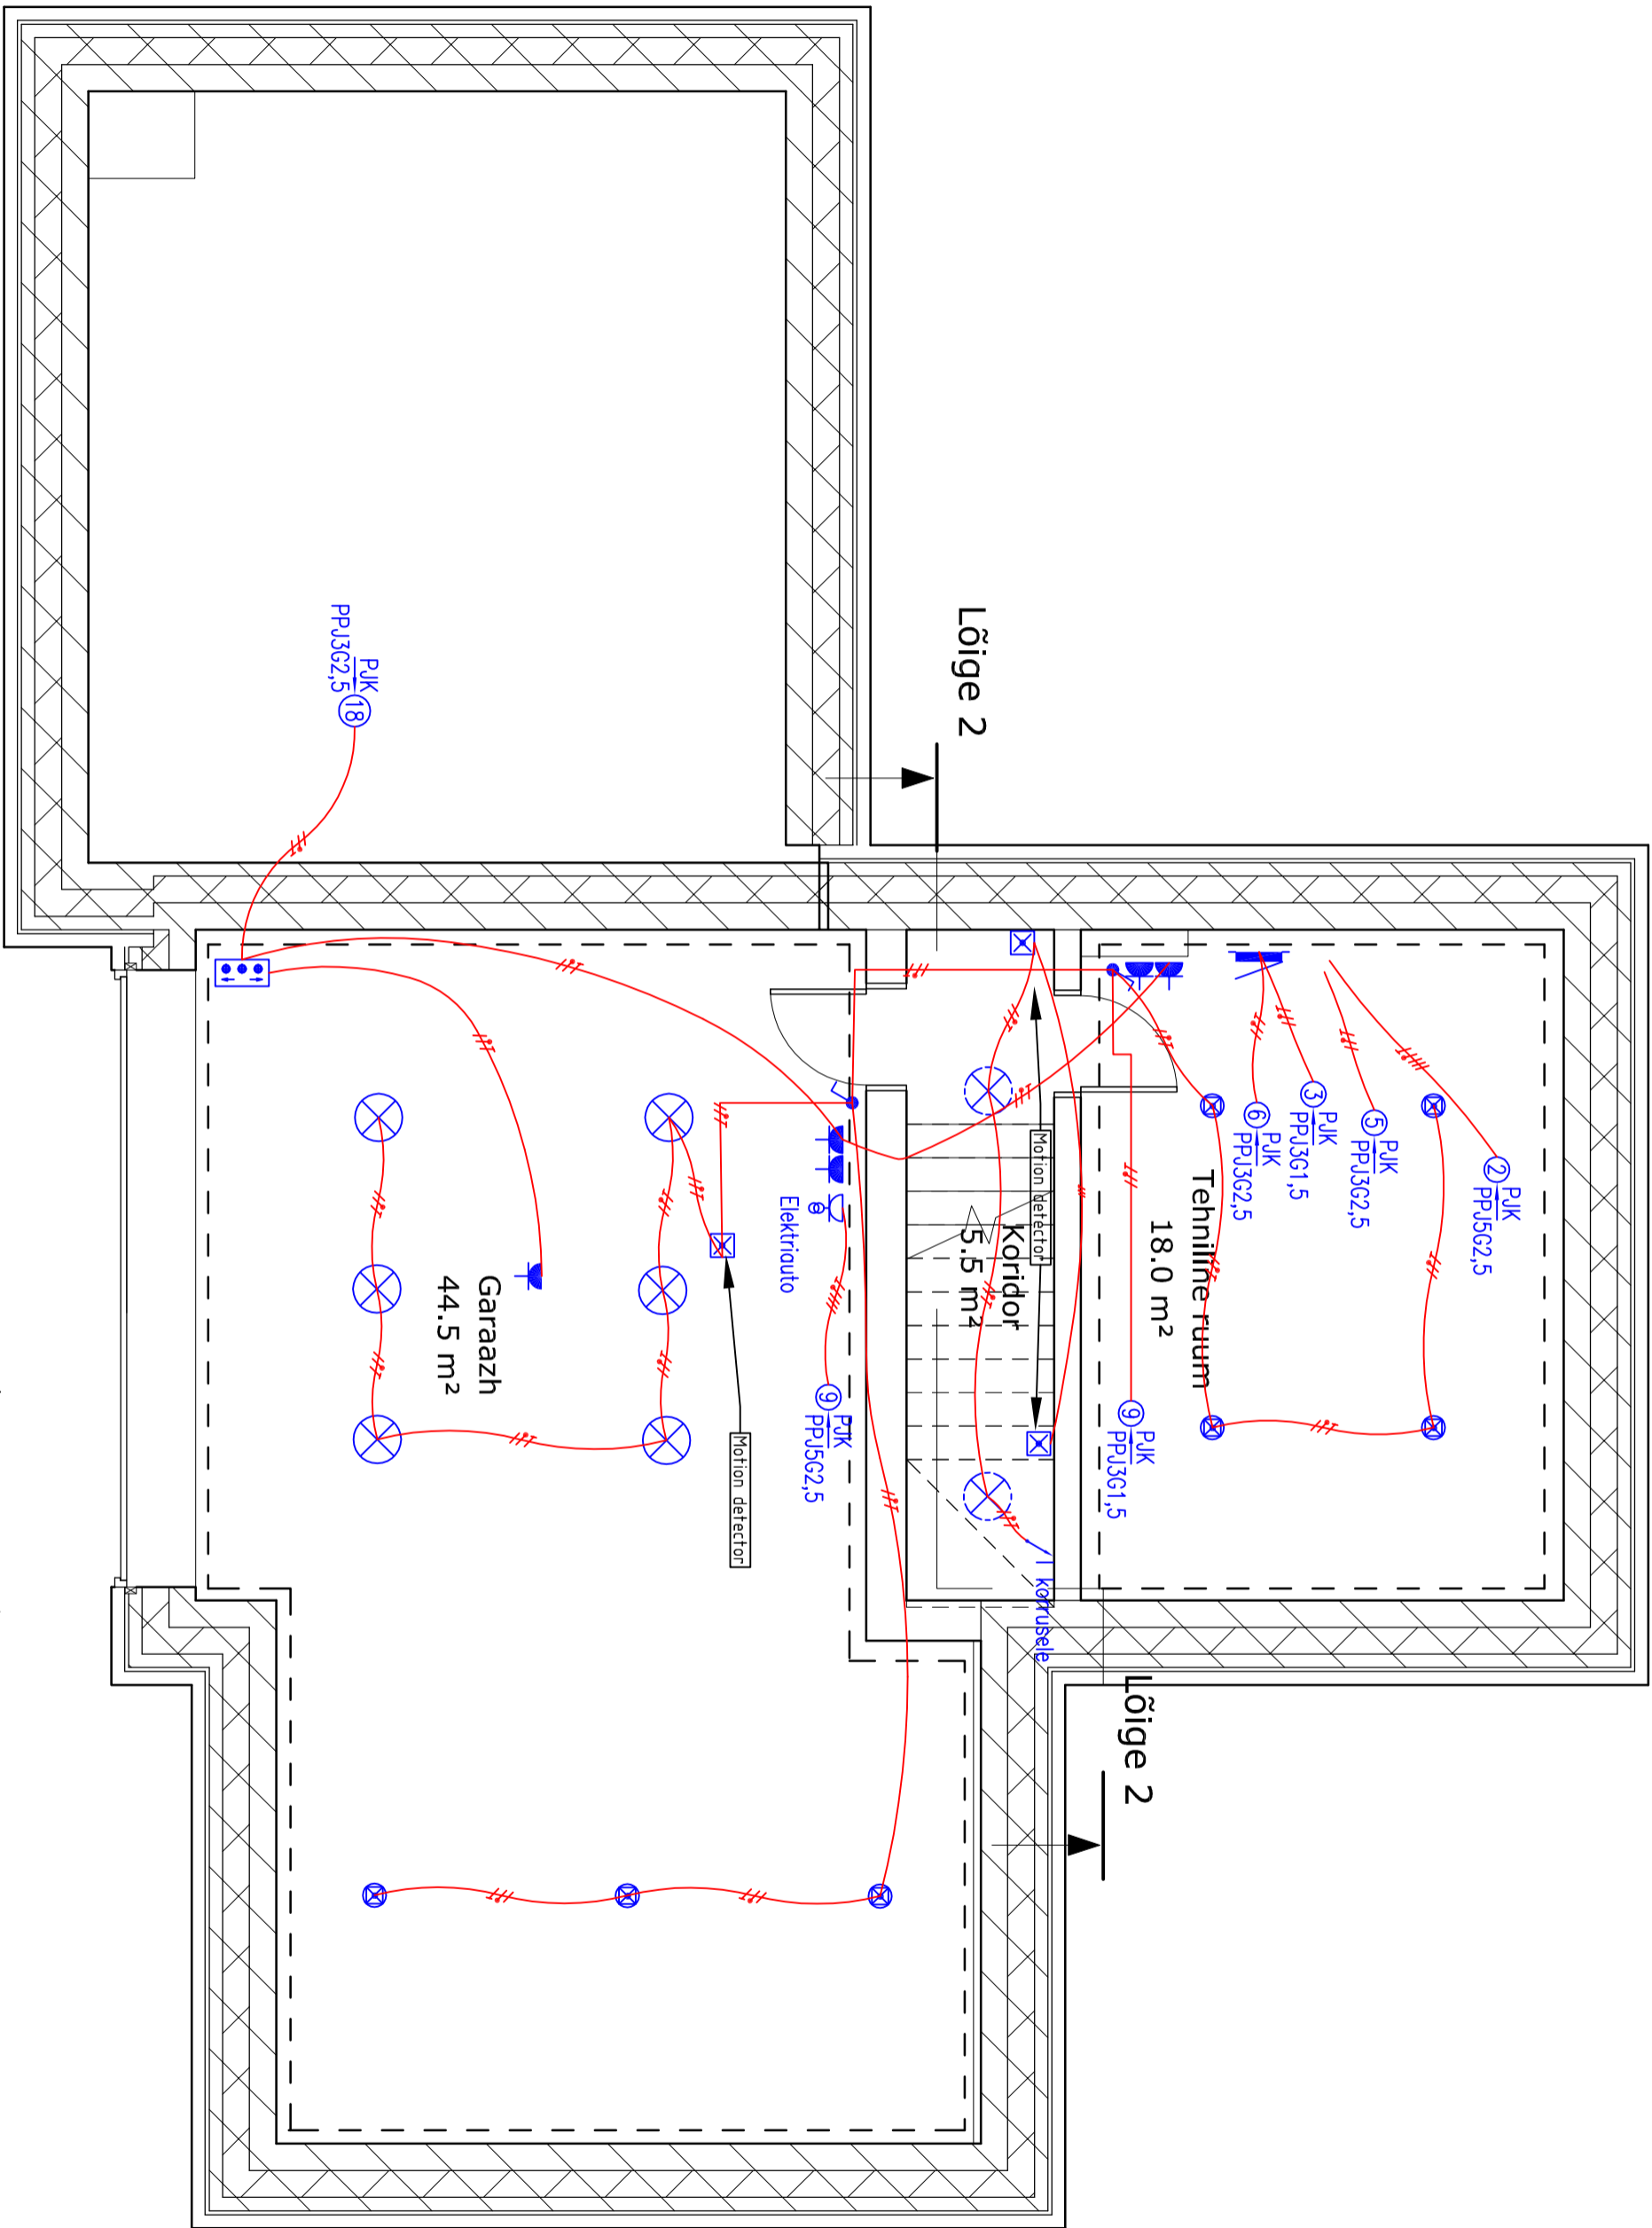 Lõige 2
PJK
18
PPJ3G2,5
2
PJK
PPJ5G2,5
5
PJK
PPJ3G2,5
3
PJK
PPJ3G1,5
6
PJK
PPJ3G2,5
Tehniline ruum
18.0 m²
Motion detector
Koridor
5.5 m²
9
PJK
PPJ3G1,5
I korrusele
Elektriauto
9
PJK
PPJ5G2,5
Motion detector
Garaazh
44.5 m²
Lõige 2